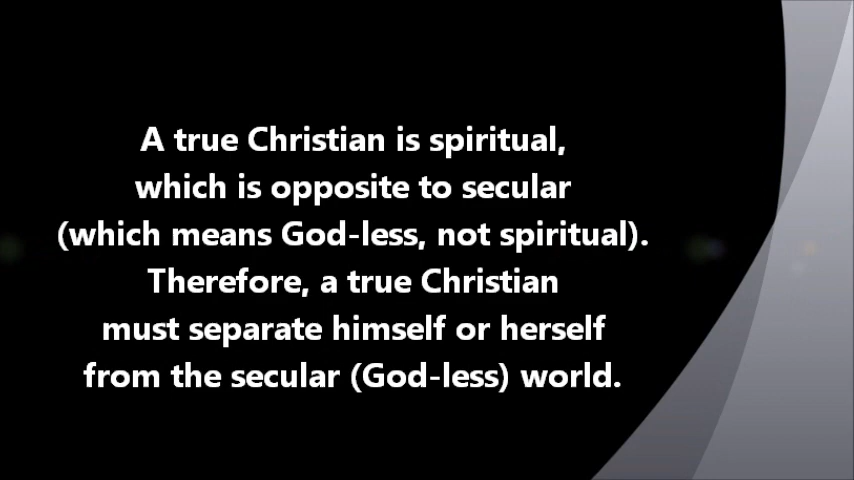 A true Christian is spiritual,
which is opposite to secular
(which means God-less, not spiritual).
Therefore, a true Christian
must separate himself or herself
from the secular (God-less) world.